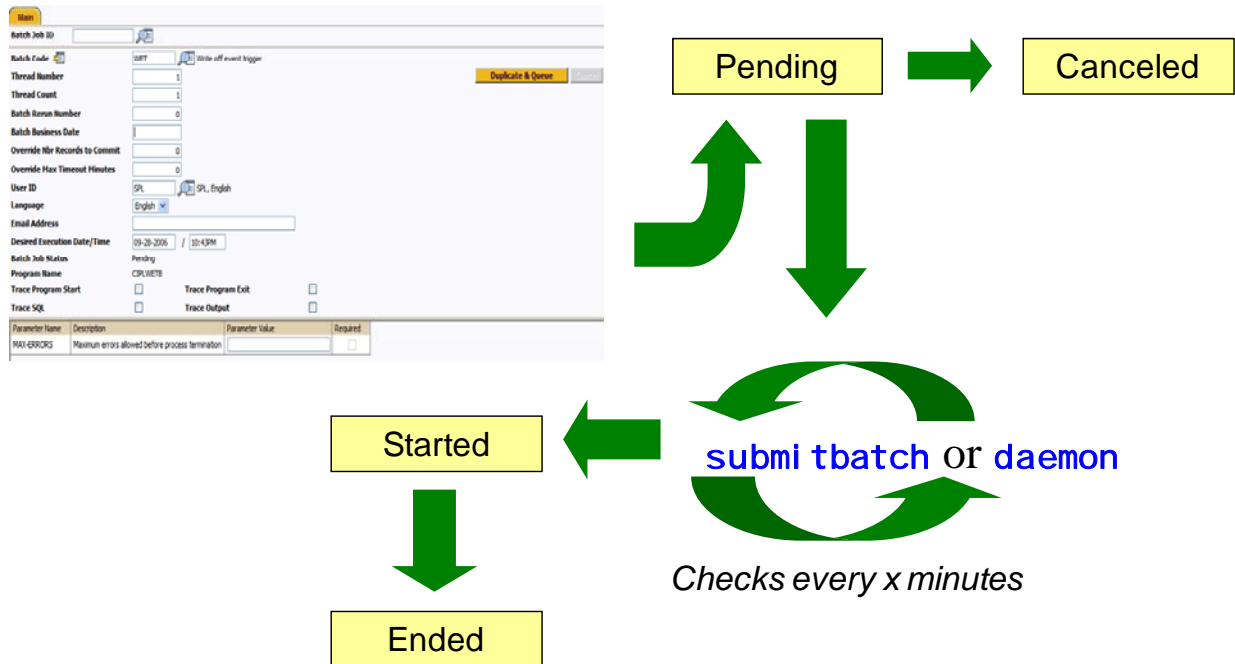 Main
Batch Job ID
Batch Code WET Write off event trigger
Thread Number 1
Duplicate & Queue
Thread Count 1
Batch Rerun Number 0
Batch Business Date
Override Nbr Records to Commit 0
Override Max Timeout Minutes 0
User ID SPL SPL, English
Language English
Email Address
Desired Execution Date/Time 09-28-2006 / 10:43PM
Batch Job Status Pending
Program Name CIPLWETB
Trace Program Start Trace Program Exit
Trace SQL Trace Output
Parameter Name Description Parameter Value Required
MAX-ERRORS Maximum errors allowed before process termination
Pending
Canceled
Started
submitbatch or daemon
Checks every x minutes
Ended